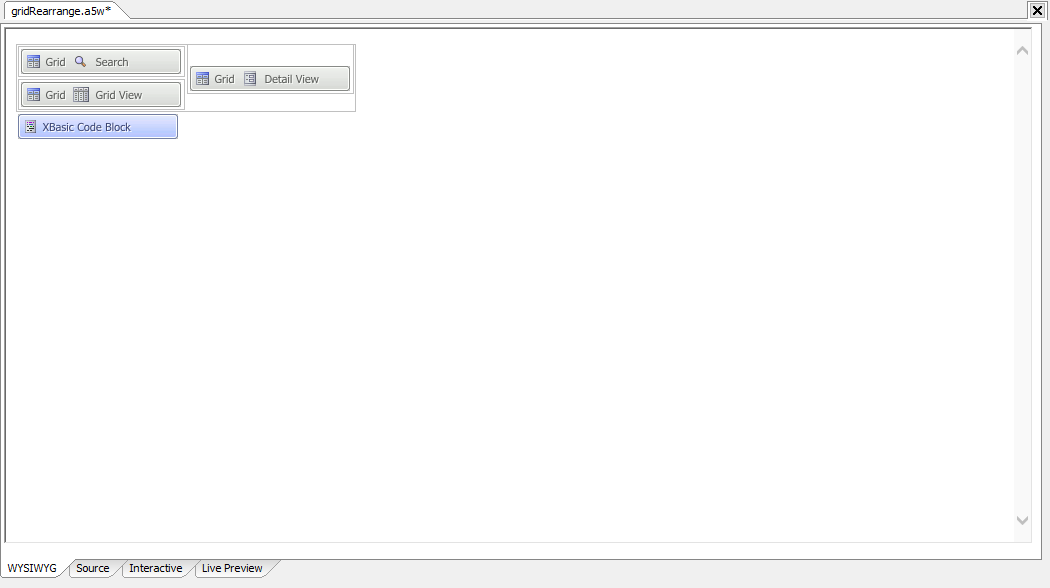 gridRearrange.a5w*
Grid Search
Grid Detail View
Grid Grid View
XBasic Code Block
WYSIWYG Source Interactive Live Preview